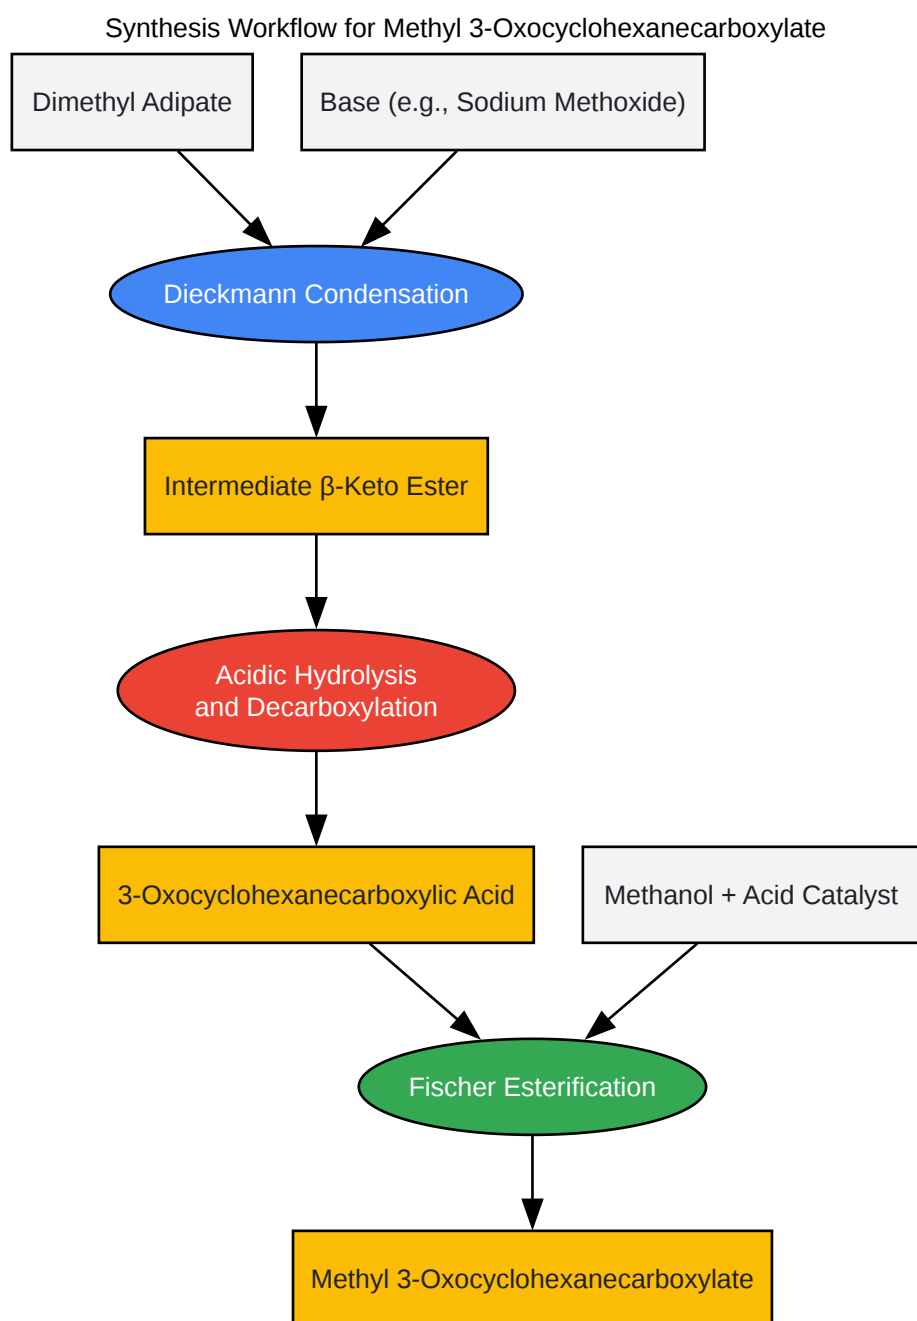 Synthesis Workflow for Methyl 3-Oxocyclohexanecarboxylate
Dimethyl Adipate
Base (e.g., Sodium Methoxide)
Dieckmann Condensation
Intermediate β-Keto Ester
Acidic Hydrolysis
and Decarboxylation
3-Oxocyclohexanecarboxylic Acid
Methanol + Acid Catalyst
Fischer Esterification
Methyl 3-Oxocyclohexanecarboxylate